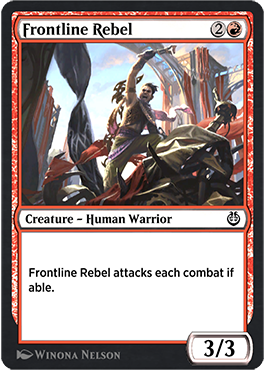 Frontline Rebel 2
Creature – Human Warrior
Frontline Rebel attacks each combat if
able.
Winona Nelson
3/3